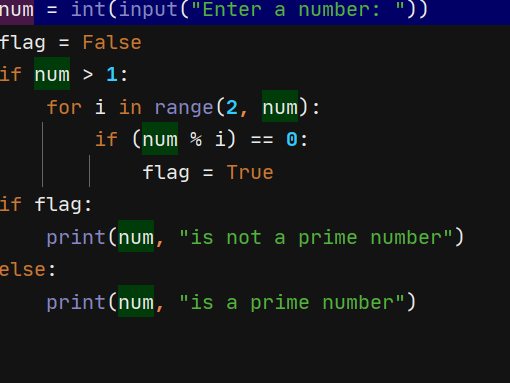 num = int(input("Enter a number: "))
flag = False
if num > 1:
    for i in range(2, num):
        if (num % i) == 0:
            flag = True
if flag:
    print(num, "is not a prime number")
else:
    print(num, "is a prime number")